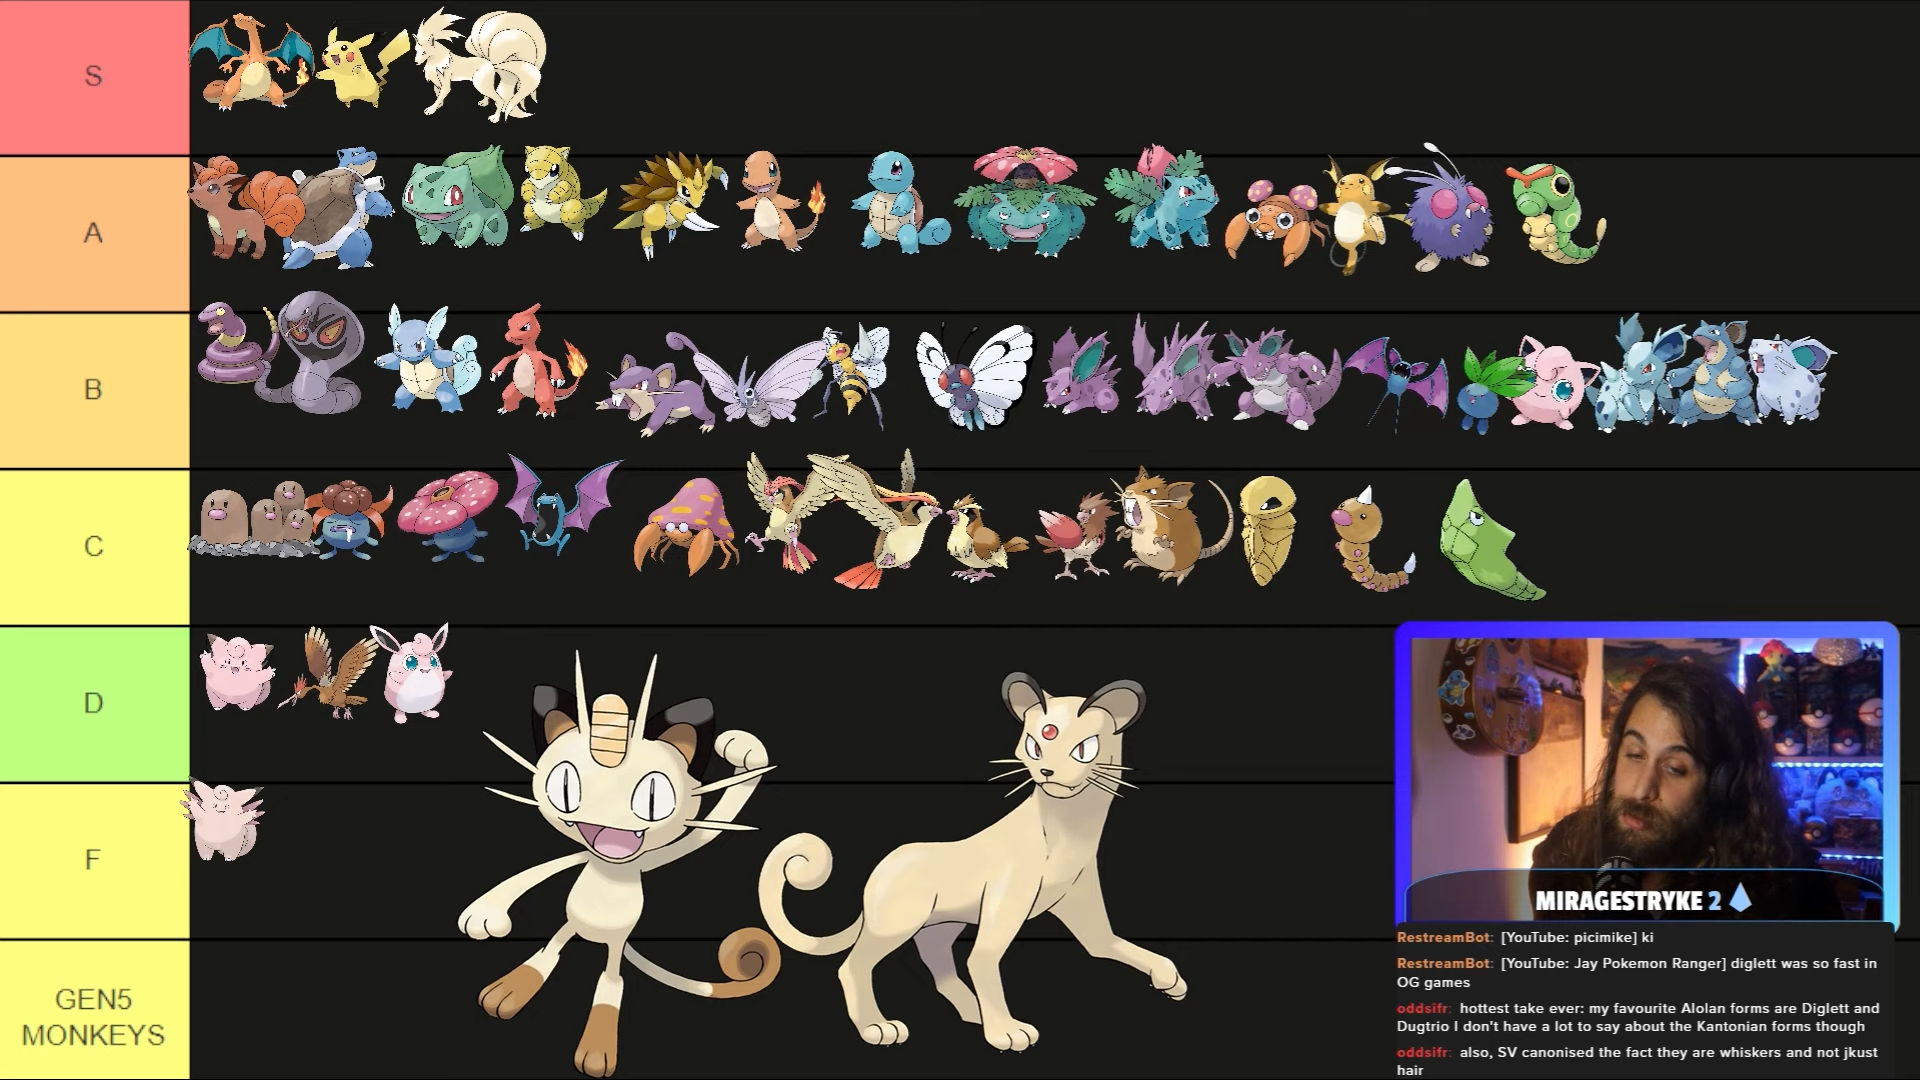 S
A
B
C
D
F
GEN5
MONKEYS
MIRAGESTRYKE 2
RestreamBot: [YouTube: picimike] ki
RestreamBot: [YouTube: Jay Pokemon Ranger] diglett was so fast in
OG games
oddsifr: hottest take ever: my favourite Alolan forms are Diglett and
Dugtrio I don't have a lot to say about the Kantonian forms though
oddsifr: also, SV canonised the fact they are whiskers and not jkust
hair